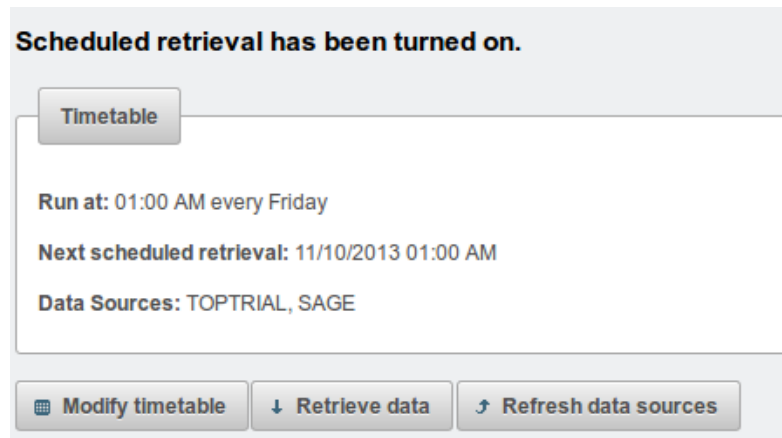 Scheduled retrieval has been turned on.
Timetable
Run at: 01:00 AM every Friday
Next scheduled retrieval: 11/10/2013 01:00 AM
Data Sources: TOPTRIAL, SAGE
Modify timetable Retrieve data Refresh data sources